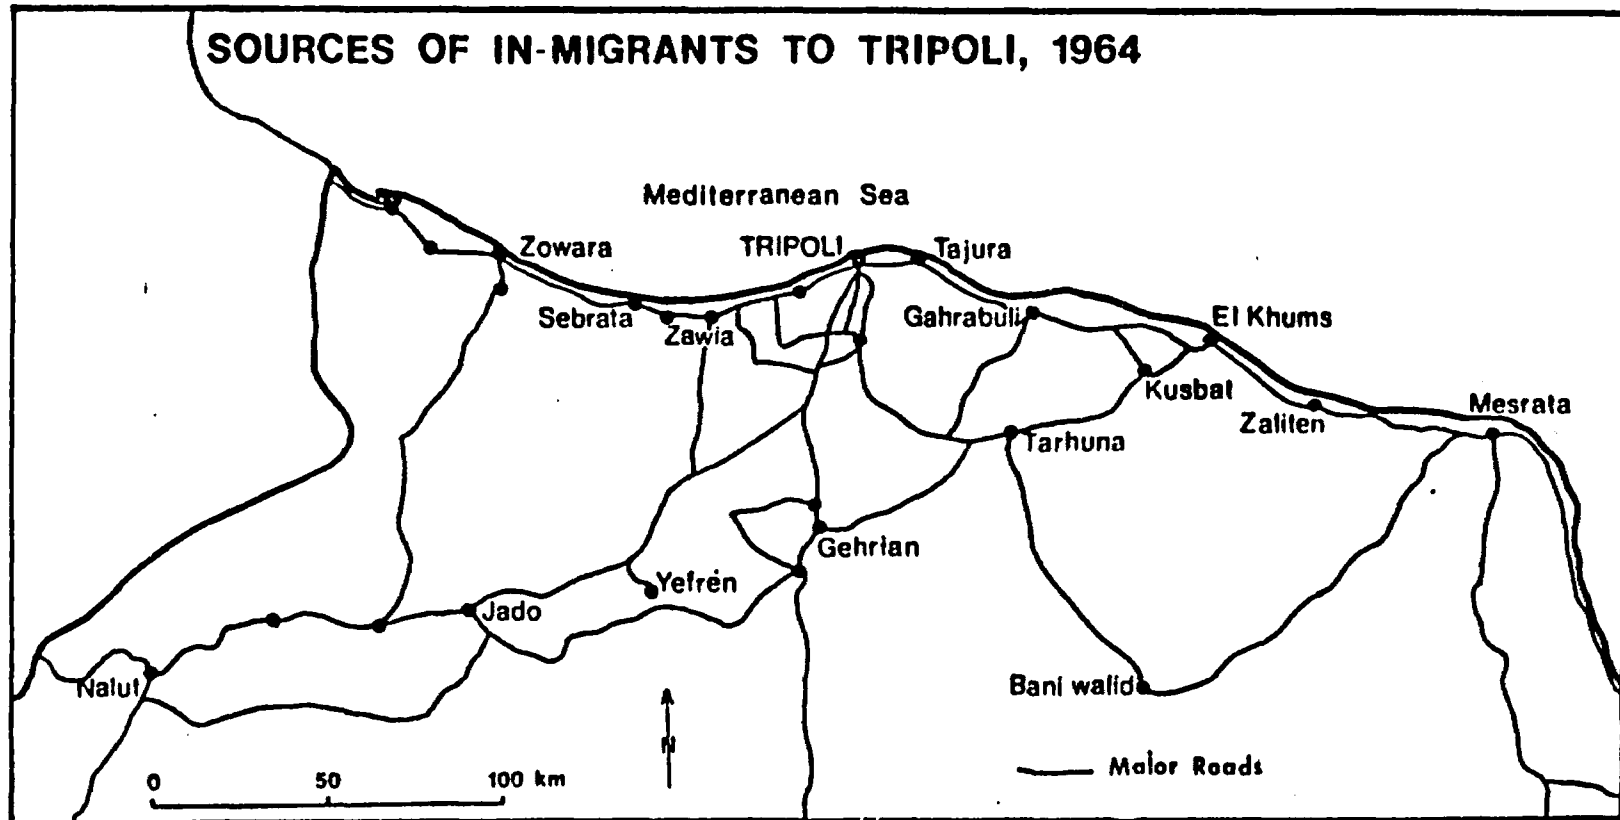 SOURCES OF IN-MIGRANTS TO TRIPOLI, 1964
Mediterranean Sea
Zowara
TRIPOLI
Tajura
Sebrata
Zawia
Gahrabuli
El Khums
Kusbat
Zaliten
Mesrata
Tarhuna
Gehrian
Yefren
Jado
Nalut
Bani walid
N
0 50 100 km
Major Roads